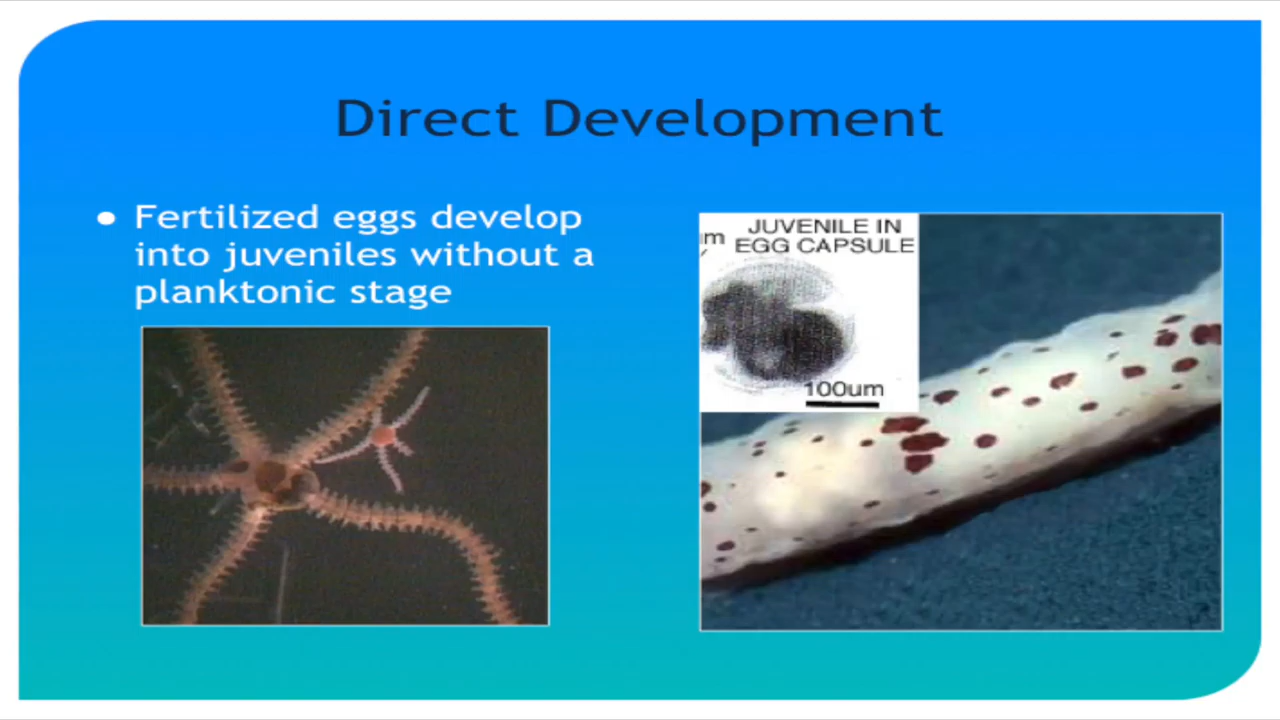 Direct Development
● Fertilized eggs develop
into juveniles without a
planktonic stage
JUVENILE IN
EGG CAPSULE
100um